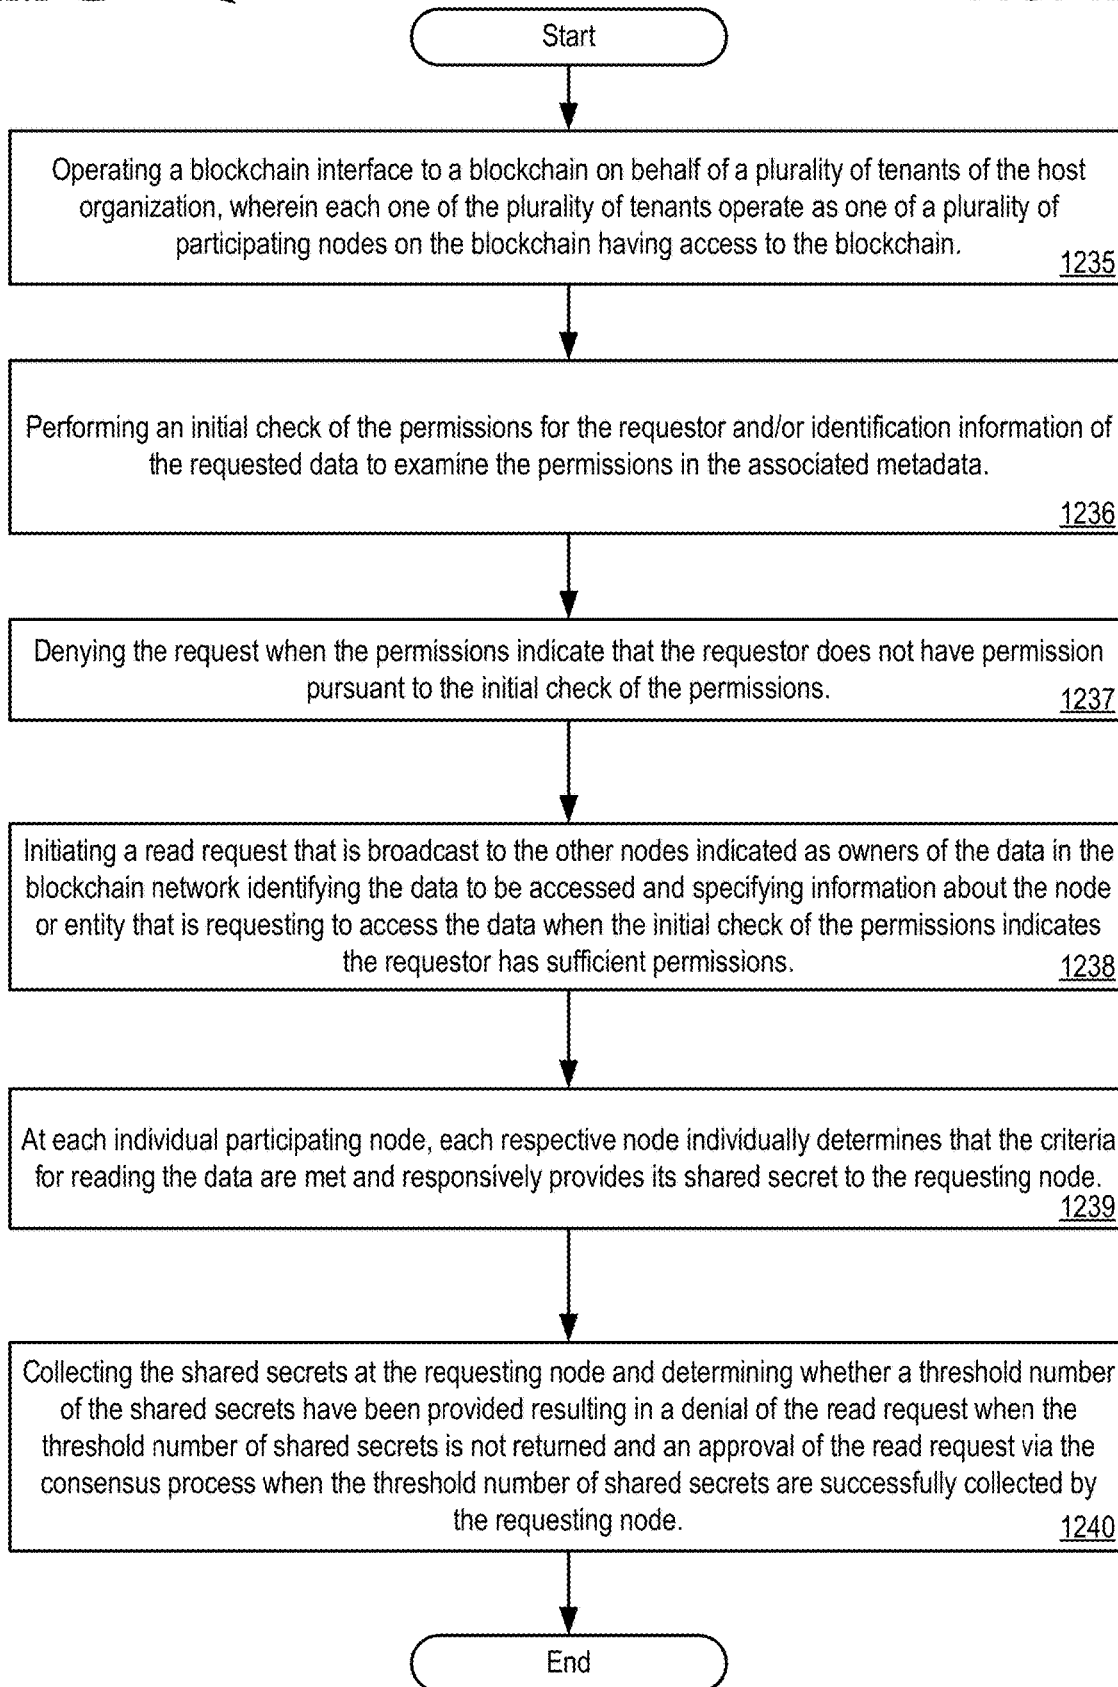 Start
Operating a blockchain interface to a blockchain on behalf of a plurality of tenants of the host
organization, wherein each one of the plurality of tenants operate as one of a plurality of
participating nodes on the blockchain having access to the blockchain.
1235
Performing an initial check of the permissions for the requestor and/or identification information of
the requested data to examine the permissions in the associated metadata.
1236
Denying the request when the permissions indicate that the requestor does not have permission
pursuant to the initial check of the permissions.
1237
Initiating a read request that is broadcast to the other nodes indicated as owners of the data in the
blockchain network identifying the data to be accessed and specifying information about the node
or entity that is requesting to access the data when the initial check of the permissions indicates
the requestor has sufficient permissions.
1238
At each individual participating node, each respective node individually determines that the criteria
for reading the data are met and responsively provides its shared secret to the requesting node.
1239
Collecting the shared secrets at the requesting node and determining whether a threshold number
of the shared secrets have been provided resulting in a denial of the read request when the
threshold number of shared secrets is not returned and an approval of the read request via the
consensus process when the threshold number of shared secrets are successfully collected by
the requesting node.
1240
End